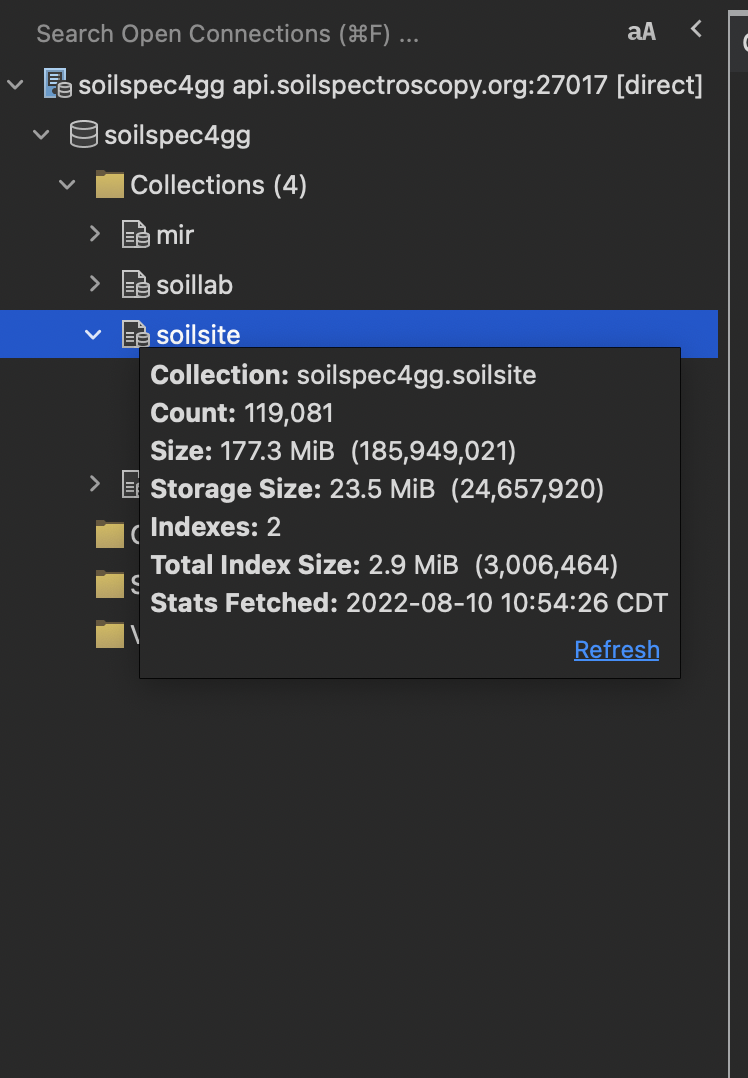 Search Open Connections (⌘F) ...
aA
soilspec4gg api.soilspectroscopy.org:27017 [direct]
soilspec4gg
Collections (4)
mir
soillab
soilsite
Collection: soilspec4gg.soilsite
Count: 119,081
Size: 177.3 MiB (185,949,021)
Storage Size: 23.5 MiB (24,657,920)
Indexes: 2
Total Index Size: 2.9 MiB (3,006,464)
Stats Fetched: 2022-08-10 10:54:26 CDT
Refresh